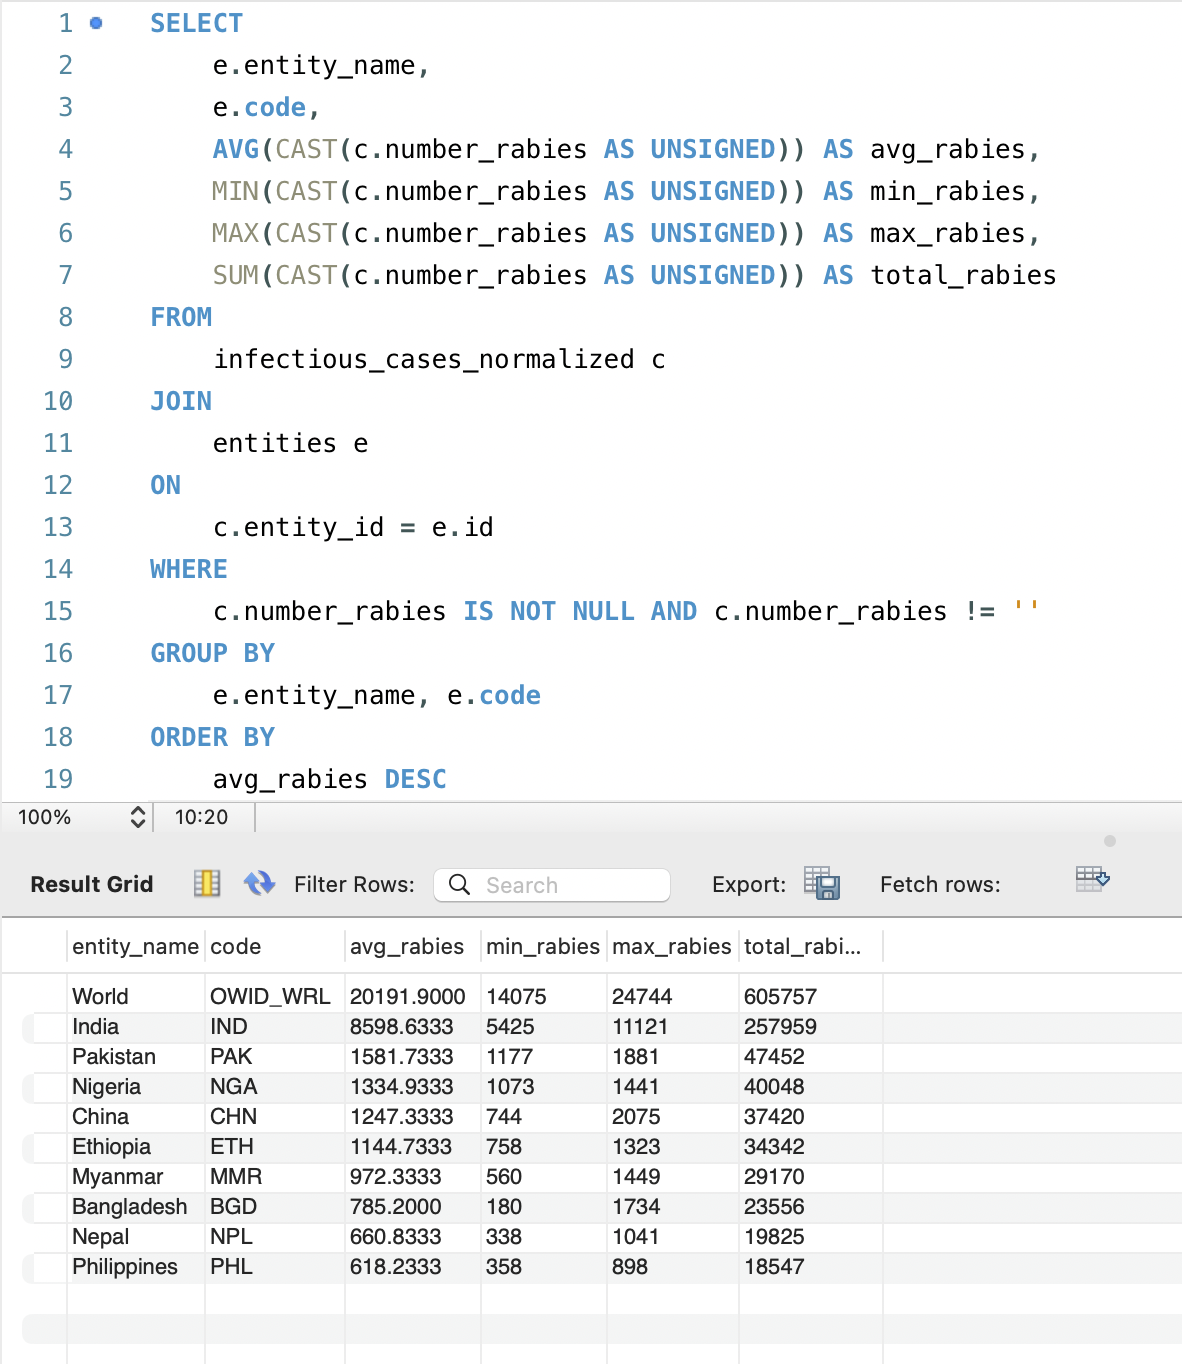 1 SELECT
2 e.entity_name,
3 e.code,
4 AVG(CAST(c.number_rabies AS UNSIGNED)) AS avg_rabies,
5 MIN(CAST(c.number_rabies AS UNSIGNED)) AS min_rabies,
6 MAX(CAST(c.number_rabies AS UNSIGNED)) AS max_rabies,
7 SUM(CAST(c.number_rabies AS UNSIGNED)) AS total_rabies
8 FROM
9 infectious_cases_normalized c
10 JOIN
11 entities e
12 ON
13 c.entity_id = e.id
14 WHERE
15 c.number_rabies IS NOT NULL AND c.number_rabies != ''
16 GROUP BY
17 e.entity_name, e.code
18 ORDER BY
19 avg_rabies DESC
100% 10:20
Result Grid Filter Rows: Search Export: Fetch rows:
entity_name code avg_rabies min_rabies max_rabies total_rabi...
World OWID_WRL 20191.9000 14075 24744 605757
India IND 8598.6333 5425 11121 257959
Pakistan PAK 1581.7333 1177 1881 47452
Nigeria NGA 1334.9333 1073 1441 40048
China CHN 1247.3333 744 2075 37420
Ethiopia ETH 1144.7333 758 1323 34342
Myanmar MMR 972.3333 560 1449 29170
Bangladesh BGD 785.2000 180 1734 23556
Nepal NPL 660.8333 338 1041 19825
Philippines PHL 618.2333 358 898 18547